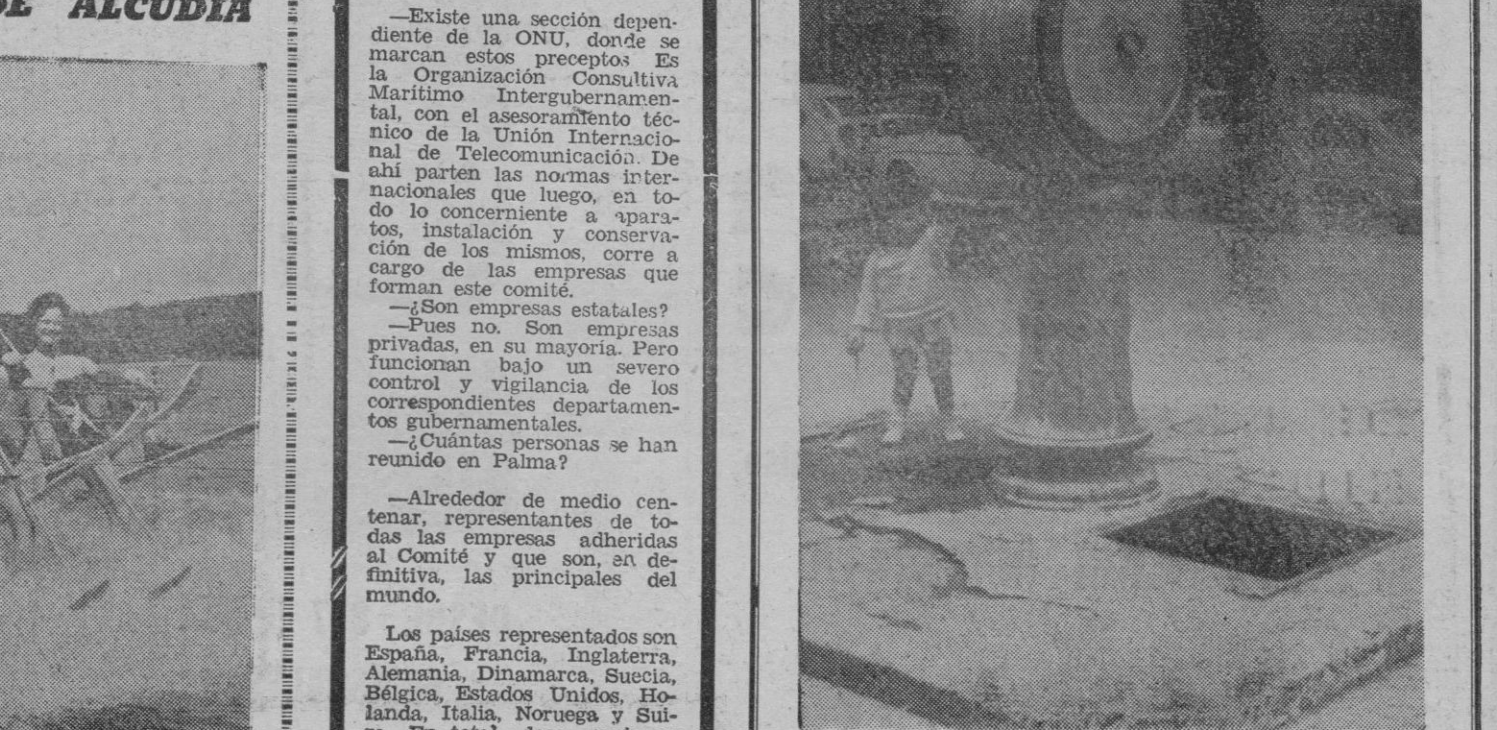 DE ALCUDIA
—Existe una sección depen-
diente de la ONU, donde se
marcan estos preceptos Es
la Organización Consultiva
Marítimo Intergubernamen-
tal, con el asesoramiento téc-
nico de la Unión Internacio-
nal de Telecomunicación. De
ahí parten las normas inter-
nacionales que luego, en to-
do lo concerniente a apara-
tos, instalación y conserva-
ción de los mismos, corre a
cargo de las empresas que
forman este comité.
—¿Son empresas estatales?
—Pues no. Son empresas
privadas, en su mayoría. Pero
funcionan bajo un severo
control y vigilancia de los
correspondientes departamen-
tos gubernamentales.
—¿Cuántas personas se han
reunido en Palma?
—Alrededor de medio cen-
tenar, representantes de to-
das las empresas adheridas
al Comité y que son, en de-
finitiva, las principales del
mundo.
Los países representados son
España, Francia, Inglaterra,
Alemania, Dinamarca, Suecia,
Bélgica, Estados Unidos, Ho-
landa, Italia, Noruega y Sui-